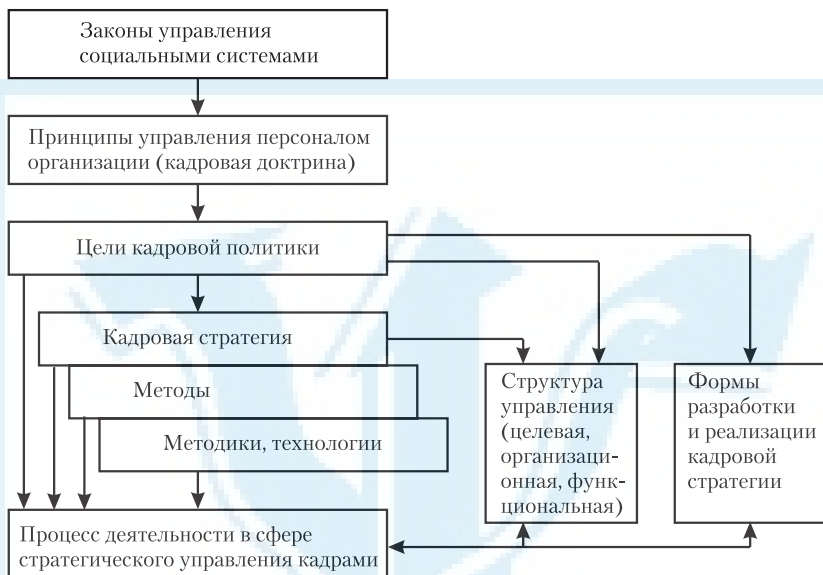 Законы управления
социальными системами
Принципы управления персоналом
организации (кадровая доктрина)
Цели кадровой политики
Кадровая стратегия
Методы
Методики, технологии
Структура
управления
(целевая,
организаци-
онная, функ-
циональная)
Формы
разработки
и реализации
кадровой
стратегии
Процесс деятельности в сфере
стратегического управления кадрами